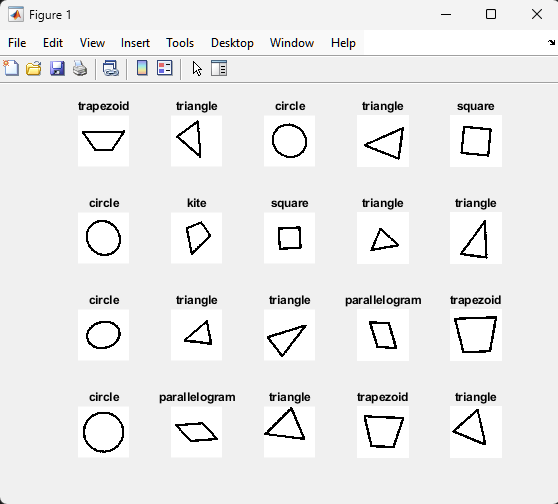 Figure 1
File Edit View Insert Tools Desktop Window Help
trapezoid triangle circle triangle square
circle kite square triangle triangle
circle triangle triangle parallelogram trapezoid
circle parallelogram triangle trapezoid triangle